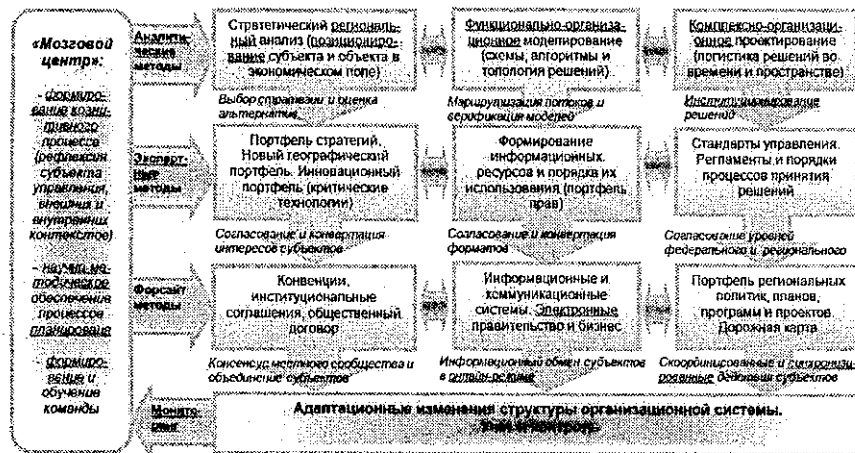 «Мозговой
центр»:
- формиро-
вание когни-
тивного
процесса
(рефлексия
субъекта
управления,
внешних и
внутренних
контекстов)
- научно-ме-
тодическое
обеспечение
процессов
планирования
- формиро-
вание и
обучение
команды
Аналити-
ческие
методы
Стратегический региональ-
ный анализ (позициониро-
вание субъекта и объекта в
экономическом поле)
Функционально-организа-
ционное моделирование
(схемы, алгоритмы и
топология решений)
Комплексно-организаци-
онное проектирование
(логистика решений во
времени и пространстве)
Выбор стратегии и оценка
альтернатив
Маршрутизация потоков и
верификация моделей
Институционирование
решений
Эксперт-
ные
методы
Портфель стратегий.
Новый географический
портфель. Инновационный
портфель (критические
технологии)
Формирование
информационных
ресурсов и порядка их
использования (портфель
прав)
Стандарты управления.
Регламенты и порядки
процессов принятия
решений
Согласование и конвертация
интересов субъектов
Согласование и конвертация
форматов
Согласование уровней
федерального и регионального
Форсайт
методы
Конвенции,
институциональные
соглашения, общественный
договор
Информационные и
коммуникационные
системы. Электронные
правительство и бизнес
Портфель региональных
политик, планов,
программ и проектов.
Дорожная карта
Консенсус местного сообщества и
объединение субъектов
Информационный обмен субъектов
в онлайн-режиме
Скоординированные и синхронизи-
рованные действия субъектов
Монито-
ринг
Адаптационные изменения структуры организационной системы.
Учет и контроль